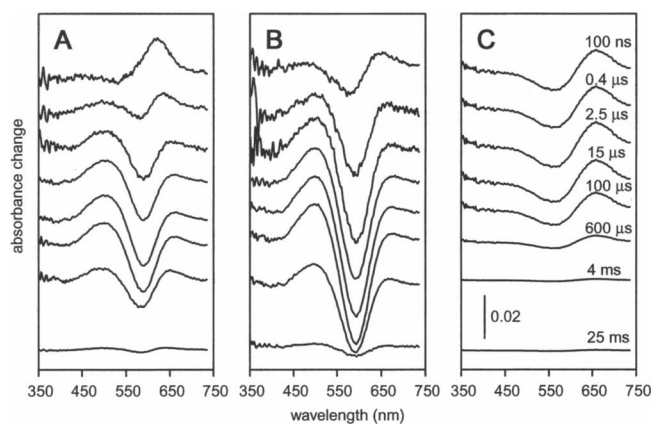 A
B
C
100 ns
0.4 µs
2.5 µs
15 µs
100 µs
600 µs
4 ms
0.02
25 ms
absorbance change
350 450 550 650 750
350 450 550 650 750
350 450 550 650 750
wavelength (nm)